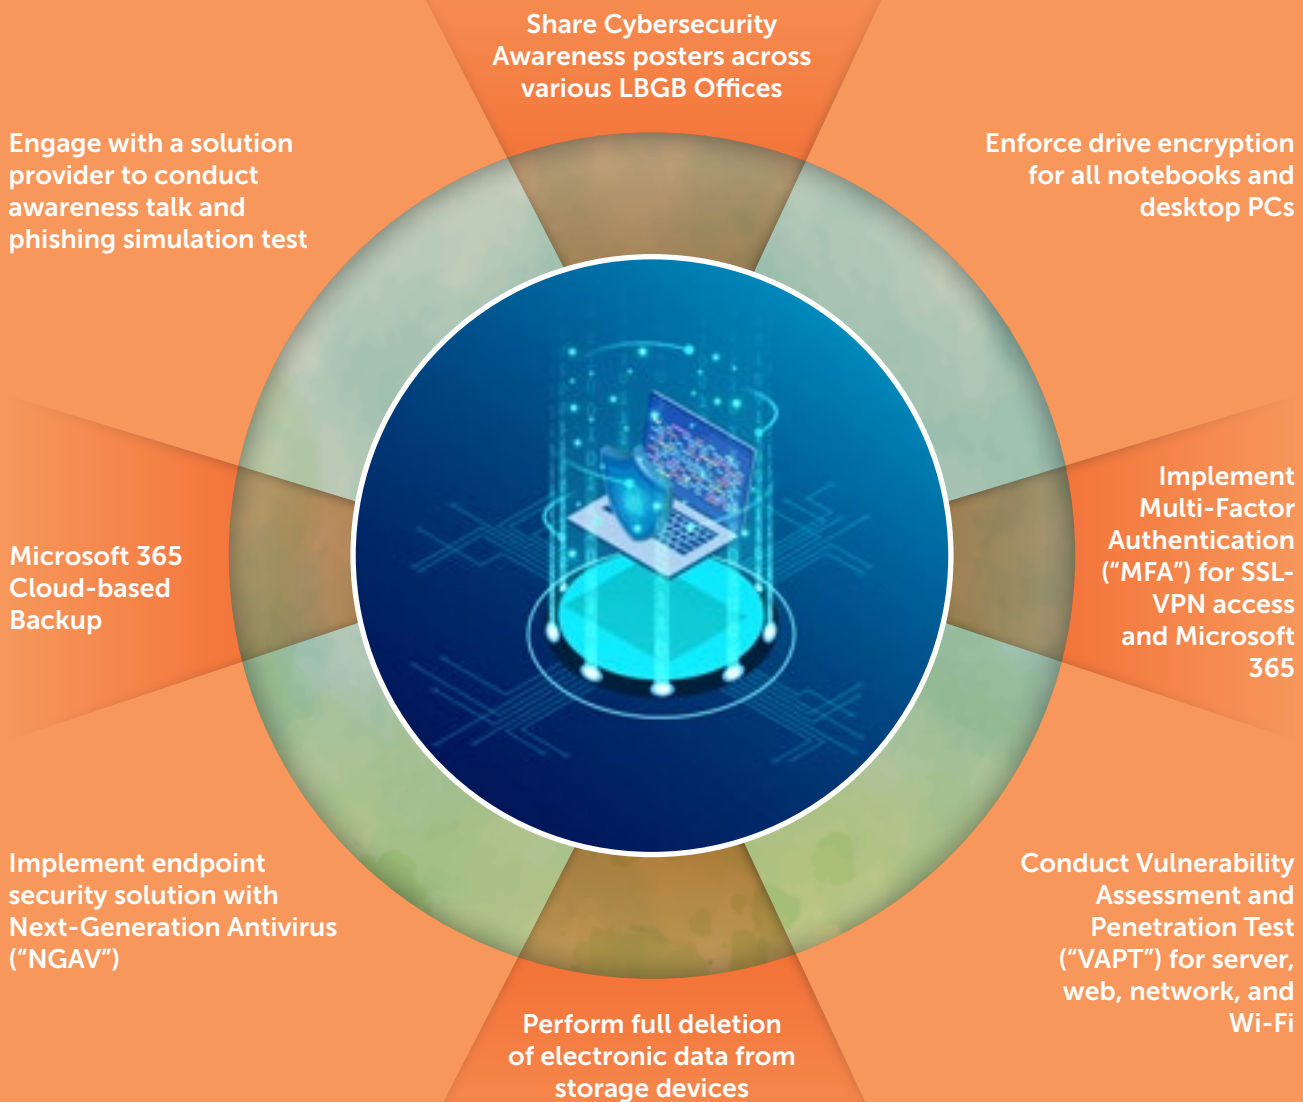 Share Cybersecurity
Awareness posters across
various LBGB Offices
Engage with a solution
provider to conduct
awareness talk and
phishing simulation test
Enforce drive encryption
for all notebooks and
desktop PCs
Microsoft 365
Cloud-based
Backup
Implement
Multi-Factor
Authentication
(“MFA”) for SSL-
VPN access
and Microsoft
365
Implement endpoint
security solution with
Next-Generation Antivirus
(“NGAV”)
Conduct Vulnerability
Assessment and
Penetration Test
(“VAPT”) for server,
web, network, and
Wi-Fi
Perform full deletion
of electronic data from
storage devices